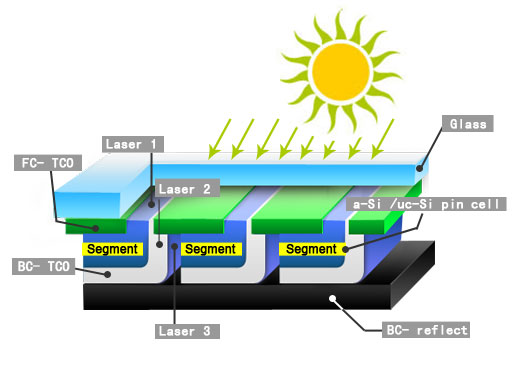 Glass
Laser 1
FC- TCO
Laser 2
a-Si /uc-Si pin cell
Segment
Segment
Segment
BC- TCO
Laser 3
BC- reflect